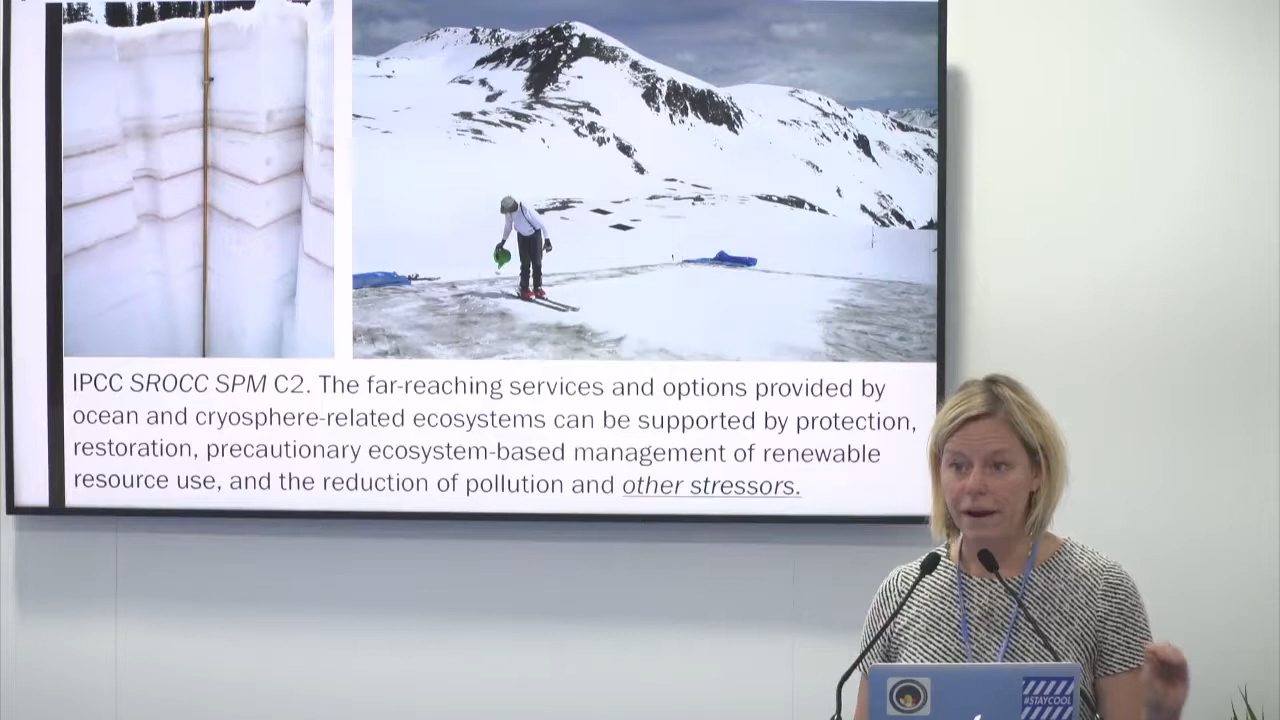 IPCC SROCC SPM C2. The far-reaching services and options provided by
ocean and cryosphere-related ecosystems can be supported by protection,
restoration, precautionary ecosystem-based management of renewable
resource use, and the reduction of pollution and other stressors.
#STAYCOOL